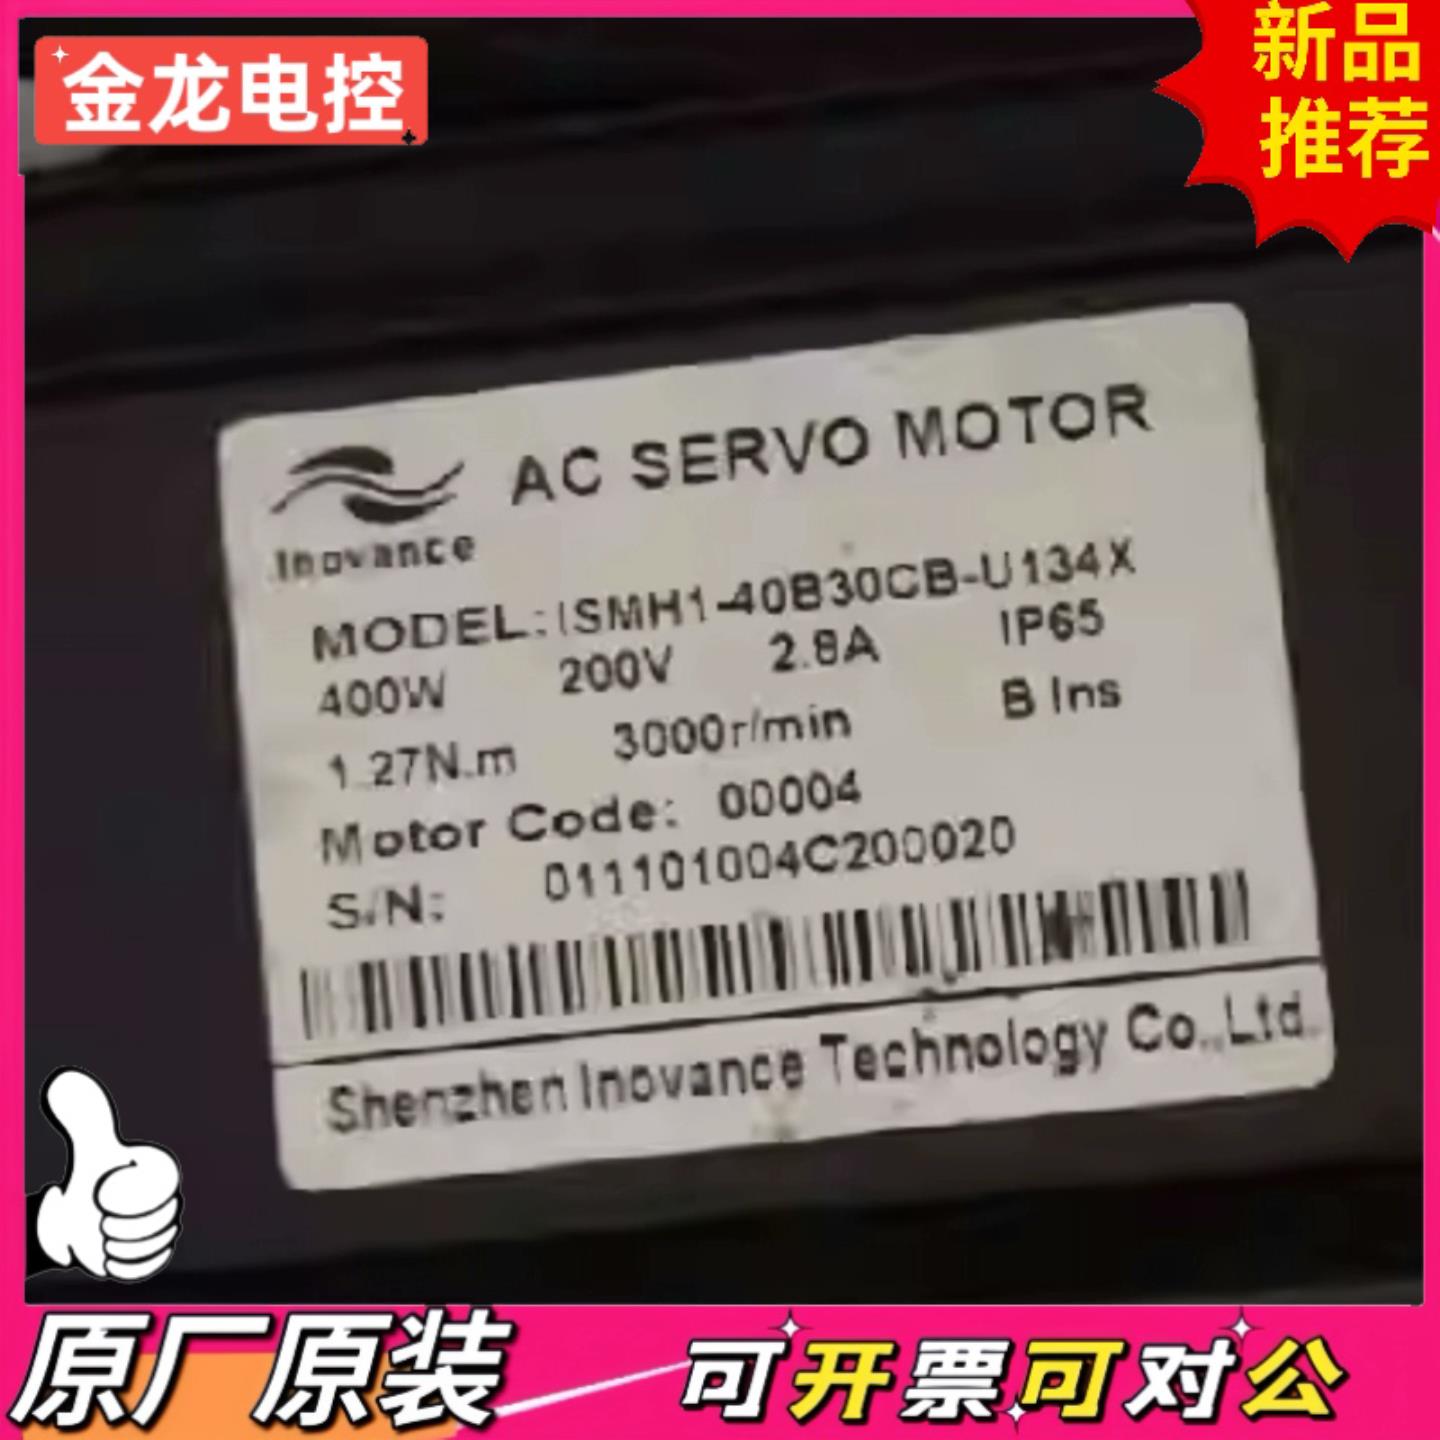 金龙电控
新品
推荐
AC SERVO MOTOR
Inovance
MODEL: ISMH1-40B30CB-U134X
400W 200V 2.8A IP65
1.27N.m 3000r/min B Ins
Motor Code: 00004
S/N: 011101004C200020
Shenzhen Inovance Technology Co.,Ltd.
原厂原装
可开票可对公